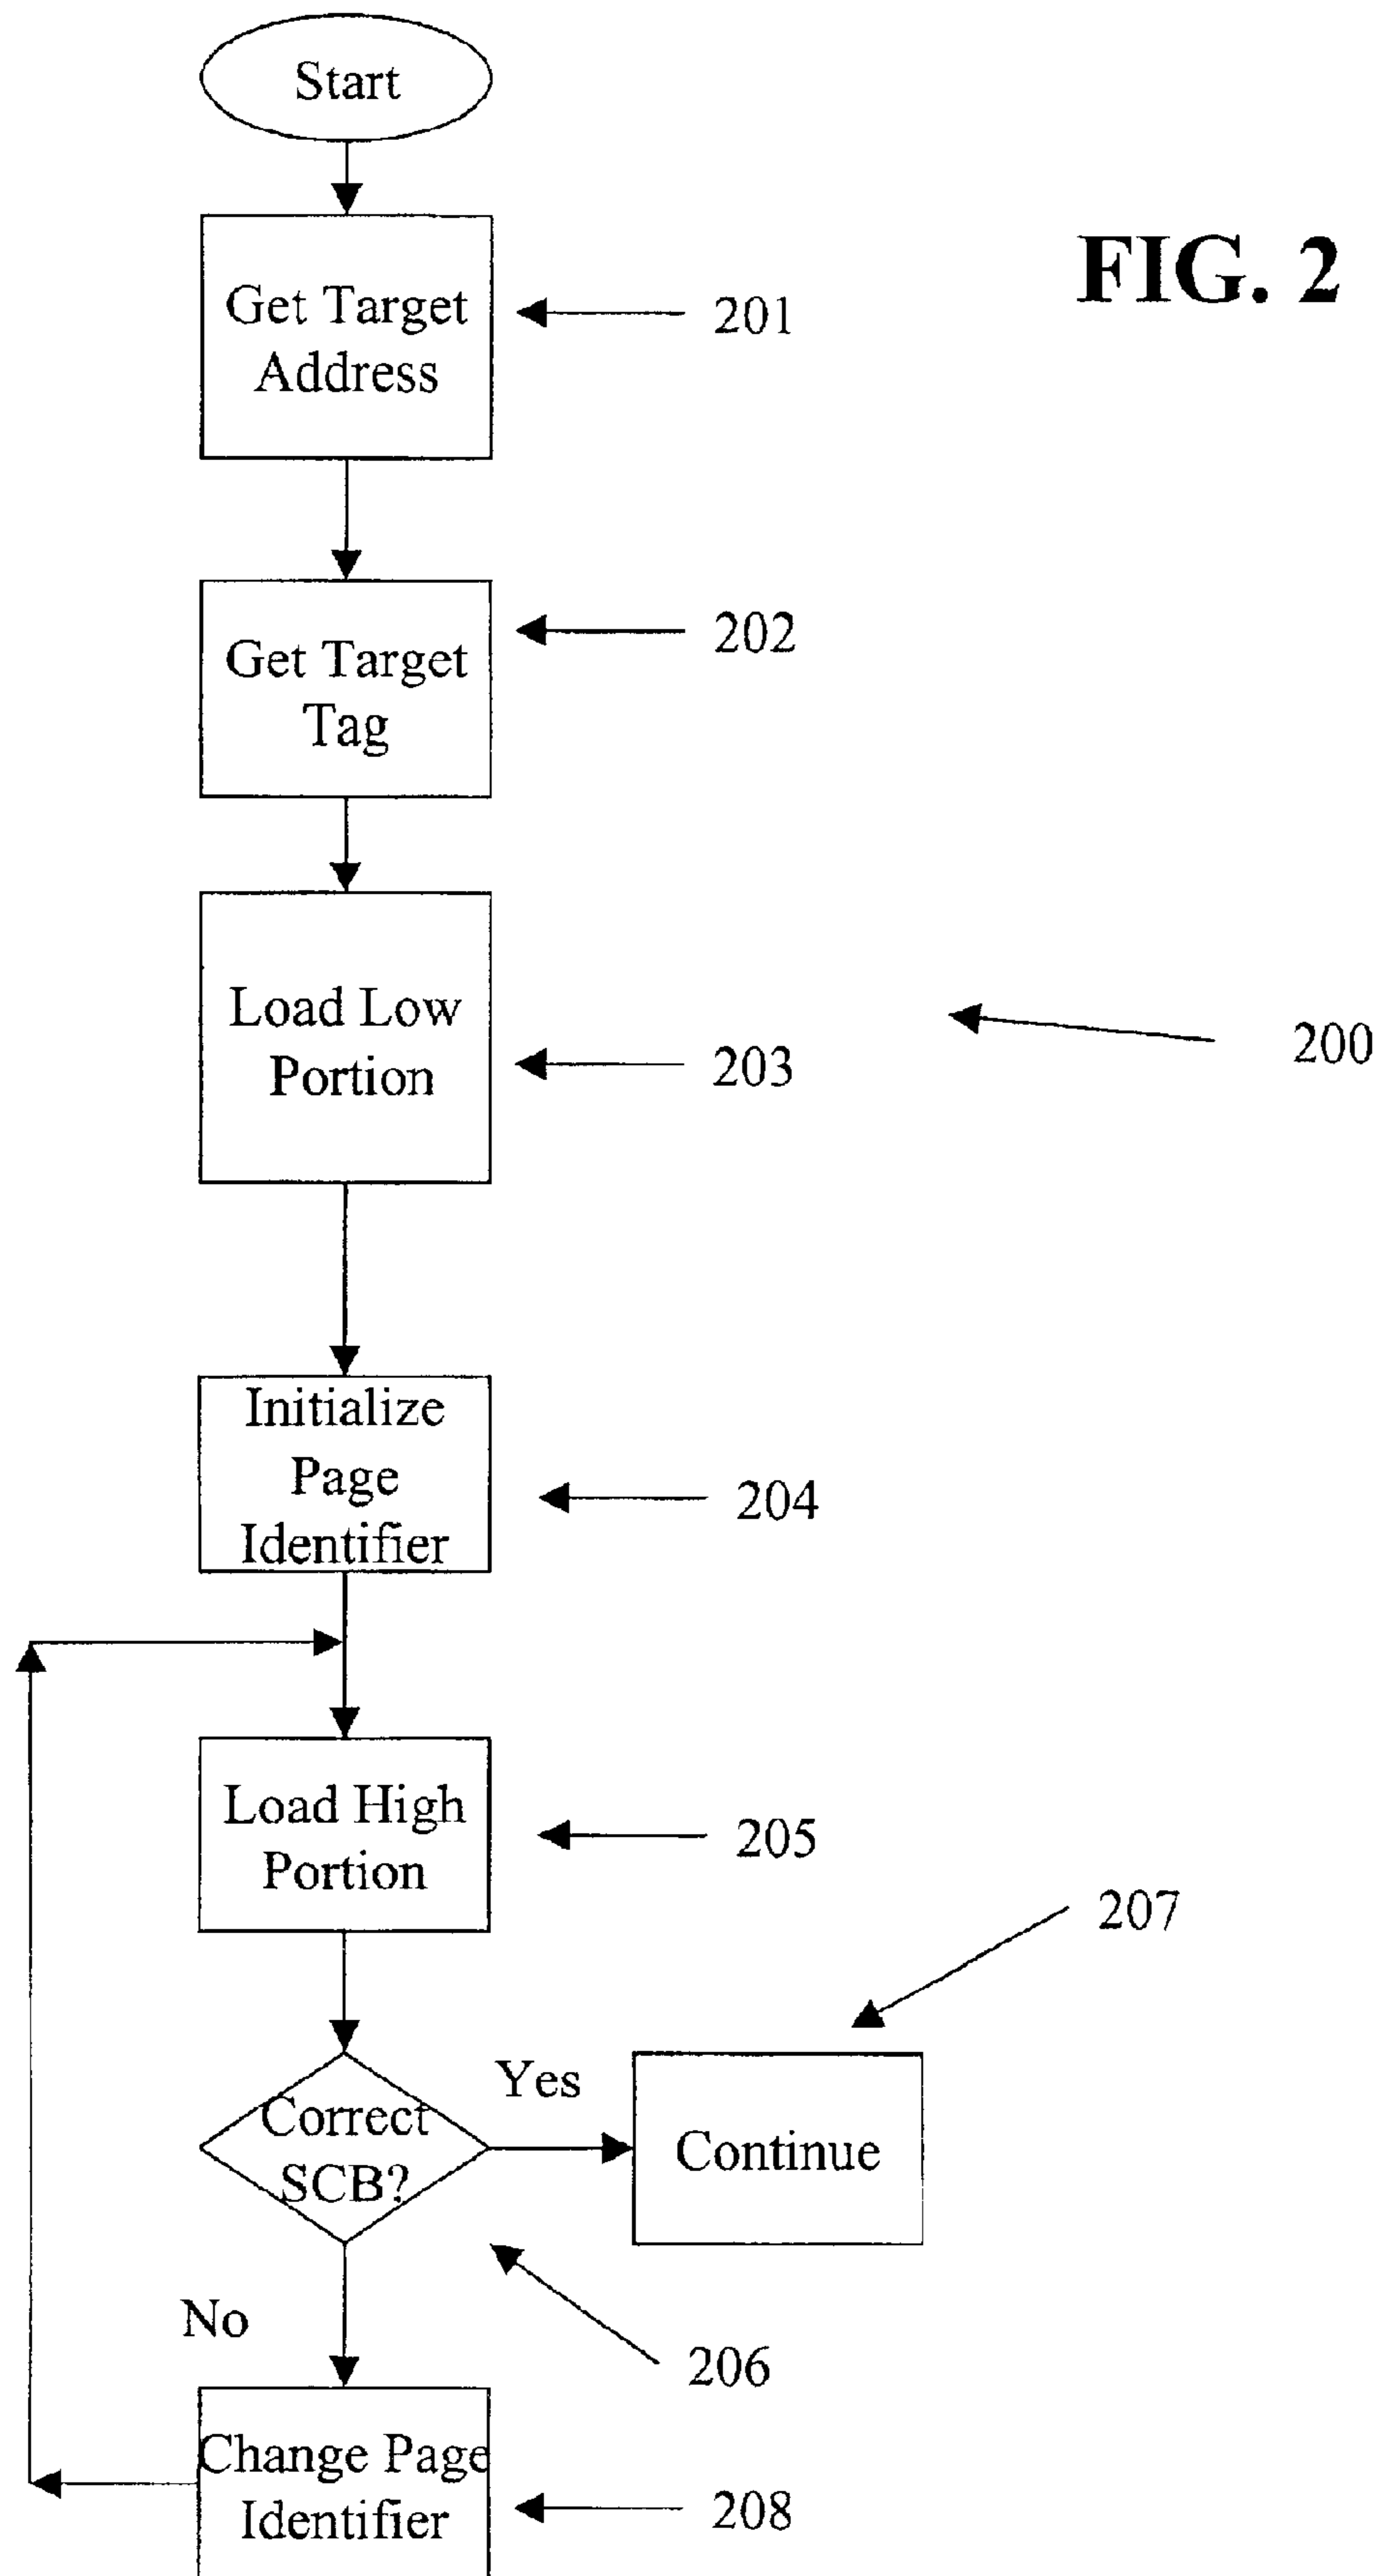 Start
FIG. 2
Get Target
Address
201
Get Target
Tag
202
Load Low
Portion
203
200
Initialize
Page
Identifier
204
Load High
Portion
205
207
Correct
SCB?
Yes
Continue
No
206
Change Page
Identifier
208